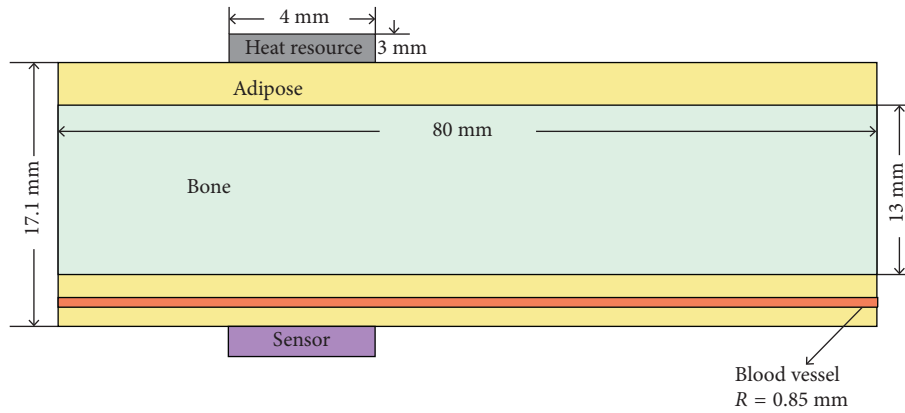 4 mm
Heat resource
3 mm
Adipose
80 mm
Bone
17.1 mm
13 mm
Sensor
Blood vessel
R = 0.85 mm